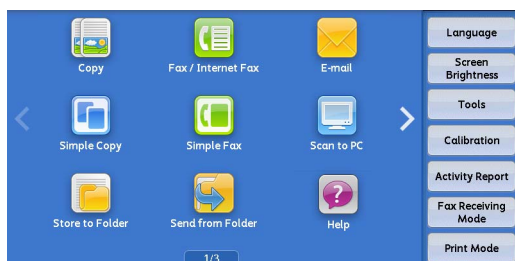 Copy
Fax / Internet Fax
E-mail
Simple Copy
Simple Fax
Scan to PC
Store to Folder
Send from Folder
Help
1/3
Language
Screen
Brightness
Tools
Calibration
Activity Report
Fax Receiving
Mode
Print Mode